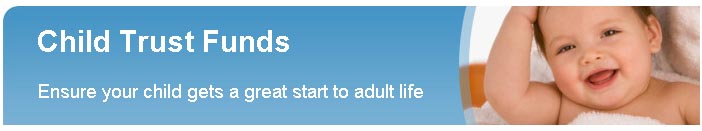 Child Trust Funds
Ensure your child gets a great start to adult life